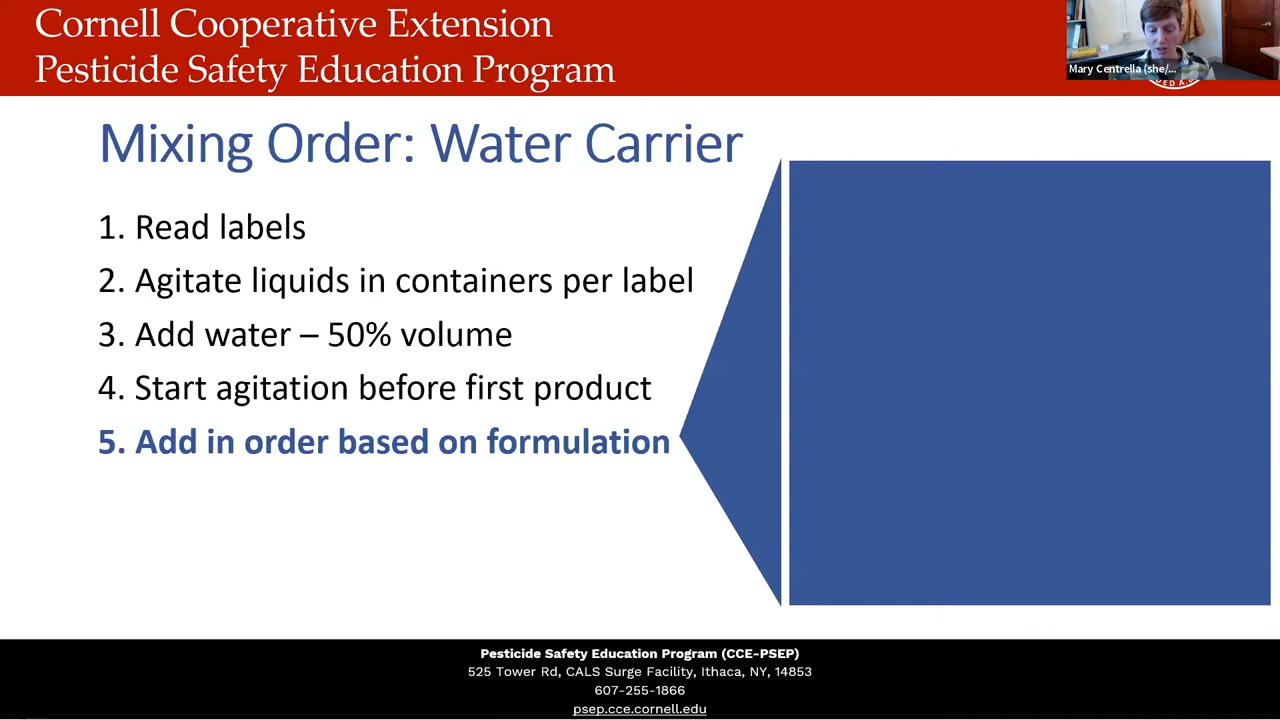 Cornell Cooperative Extension
Pesticide Safety Education Program
Mary Centrella (she/...
DED A.
Mixing Order: Water Carrier
1. Read labels
2. Agitate liquids in containers per label
3. Add water – 50% volume
4. Start agitation before first product
5. Add in order based on formulation
Pesticide Safety Education Program (CCE-PSEP)
525 Tower Rd, CALS Surge Facility, Ithaca, NY, 14853
607-255-1866
psep.cce.cornell.edu